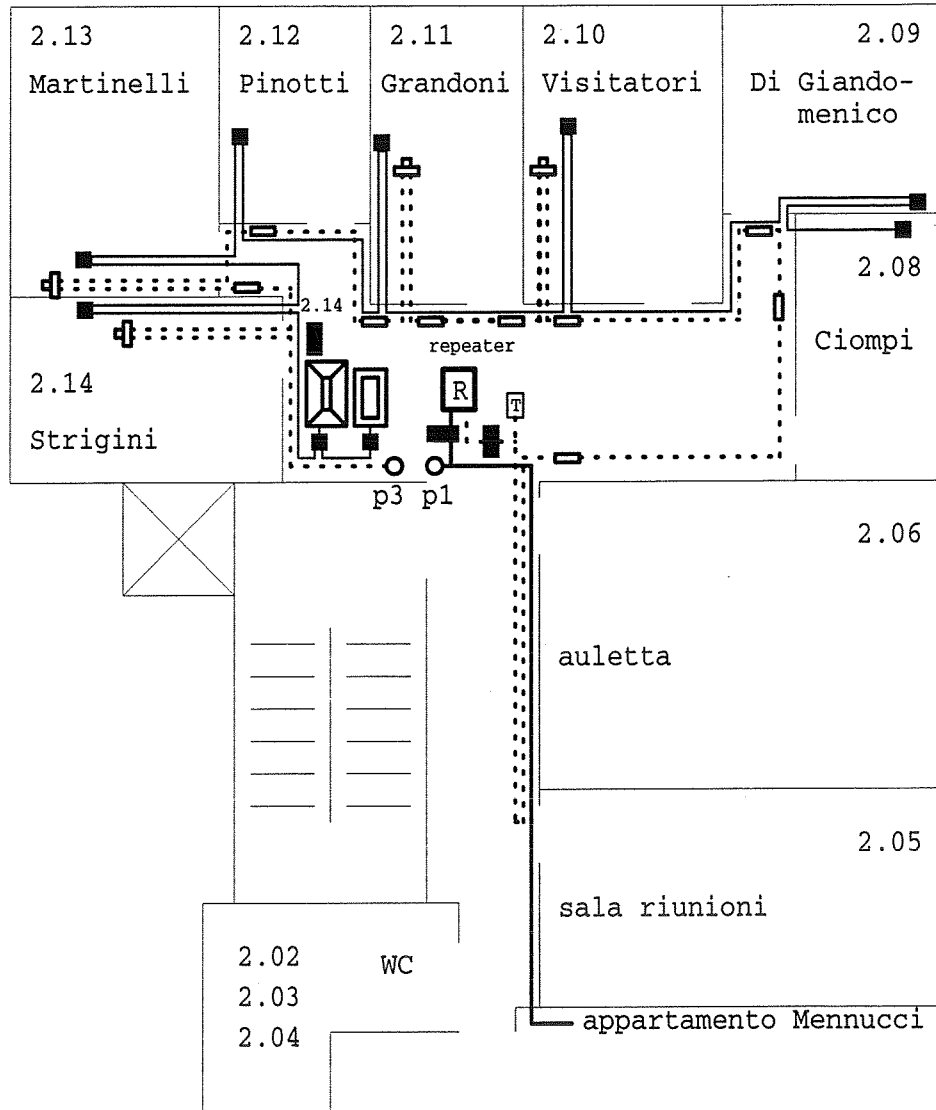 2.13
Martinelli
2.12
Pinotti
2.11
Grandoni
2.10
Visitatori
2.09
Di Giando-
menico
2.08
Ciompi
2.14
2.14
Strigini
repeater
R
T
p3
p1
2.06
auletta
2.05
sala riunioni
2.02
2.03
2.04
WC
appartamento Mennucci